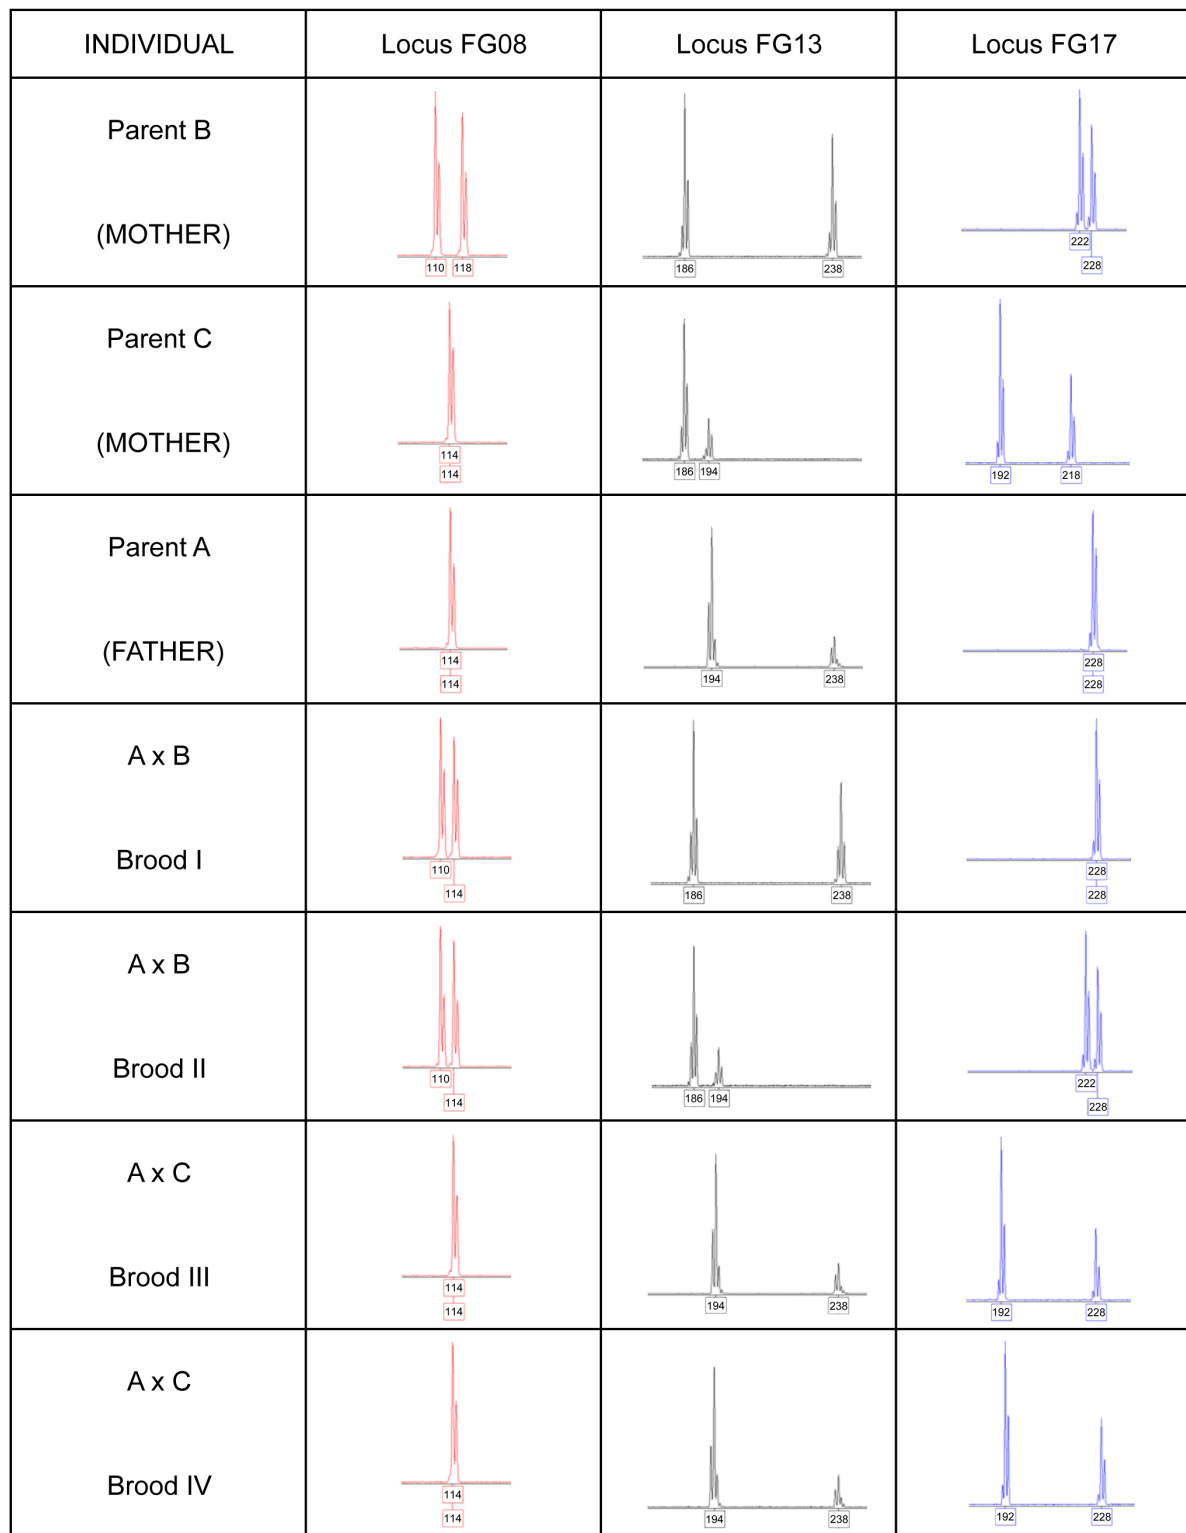 INDIVIDUAL Locus FG08 Locus FG13 Locus FG17
Parent B
(MOTHER)
110 118 186 238 222
228
Parent C
(MOTHER)
114 186 194 192 218
114
Parent A
(FATHER)
114 194 238 228
114 228
A x B
Brood I
110 186 238 228
114 228
A x B
Brood II
110 186 194 222
114 228
A x C
Brood III
114 194 238 192 228
114
A x C
Brood IV
114 194 238 192 228
114